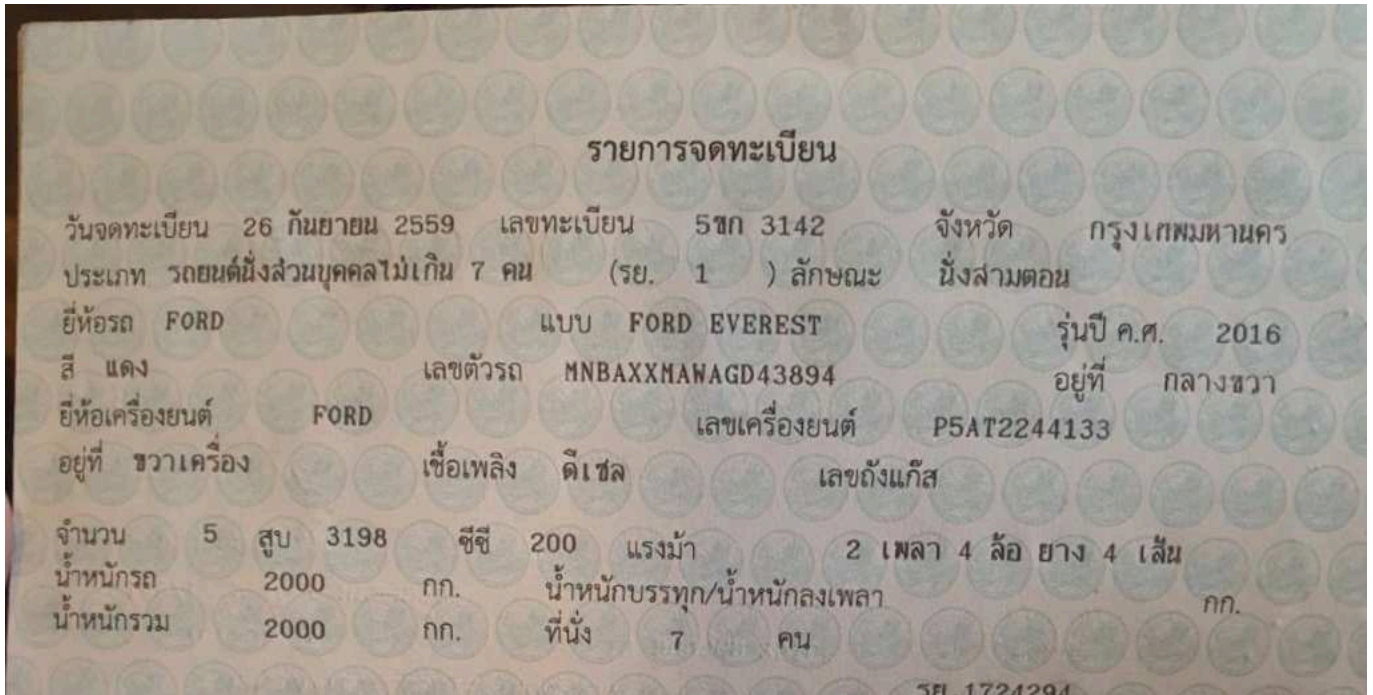 รายการจดทะเบียน
วันจดทะเบียน 26 กันยายน 2559 เลขทะเบียน 5ขก 3142 จังหวัด กรุงเทพมหานคร
ประเภท รถยนต์นั่งส่วนบุคคลไม่เกิน 7 คน (รย. 1 ) ลักษณะ นั่งสามตอน
ยี่ห้อรถ FORD แบบ FORD EVEREST รุ่นปี ค.ศ. 2016
สี แดง เลขตัวรถ MNBAXXMAWAGD43894 อยู่ที่ กลางขวา
ยี่ห้อเครื่องยนต์ FORD เลขเครื่องยนต์ P5AT2244133
อยู่ที่ ขวาเครื่อง เชื้อเพลิง ดีเซล เลขถังแก๊ส
จำนวน 5 สูบ 3198 ซีซี 200 แรงม้า 2 เพลา 4 ล้อ ยาง 4 เส้น
น้ำหนักรถ 2000 กก. น้ำหนักบรรทุก/น้ำหนักลงเพลา กก.
น้ำหนักรวม 2000 กก. ที่นั่ง 7 คน
1724294